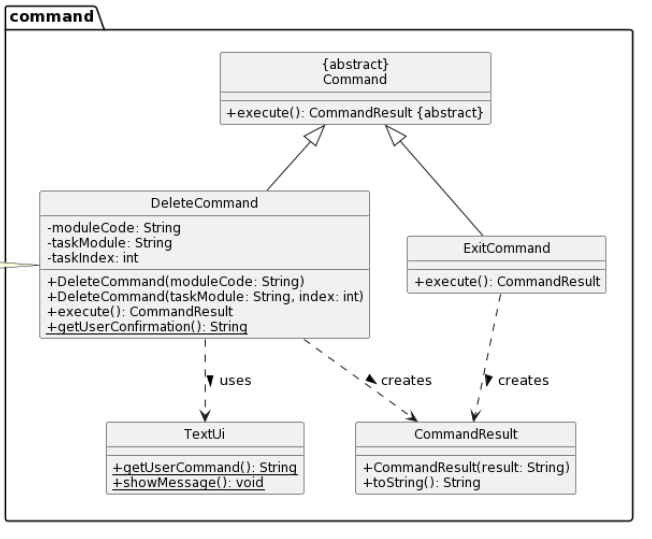 command
{abstract}
Command
+execute(): CommandResult {abstract}
DeleteCommand
-moduleCode: String
-taskModule: String
-taskIndex: int
+DeleteCommand(moduleCode: String)
+DeleteCommand(taskModule: String, index: int)
+execute(): CommandResult
+getUserConfirmation(): String
ExitCommand
+execute(): CommandResult
uses
creates
creates
TextUi
+getUserCommand(): String
+showMessage(): void
CommandResult
+CommandResult(result: String)
+toString(): String